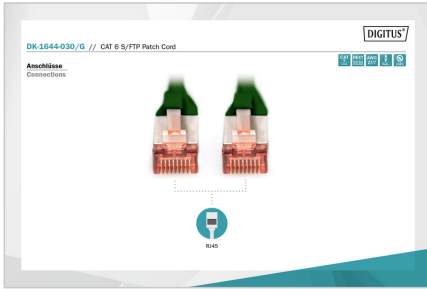 DIGITUS®
DK-1644-030/G // CAT 6 S/FTP Patch Cord
Anschlüsse
Connections
RJ45